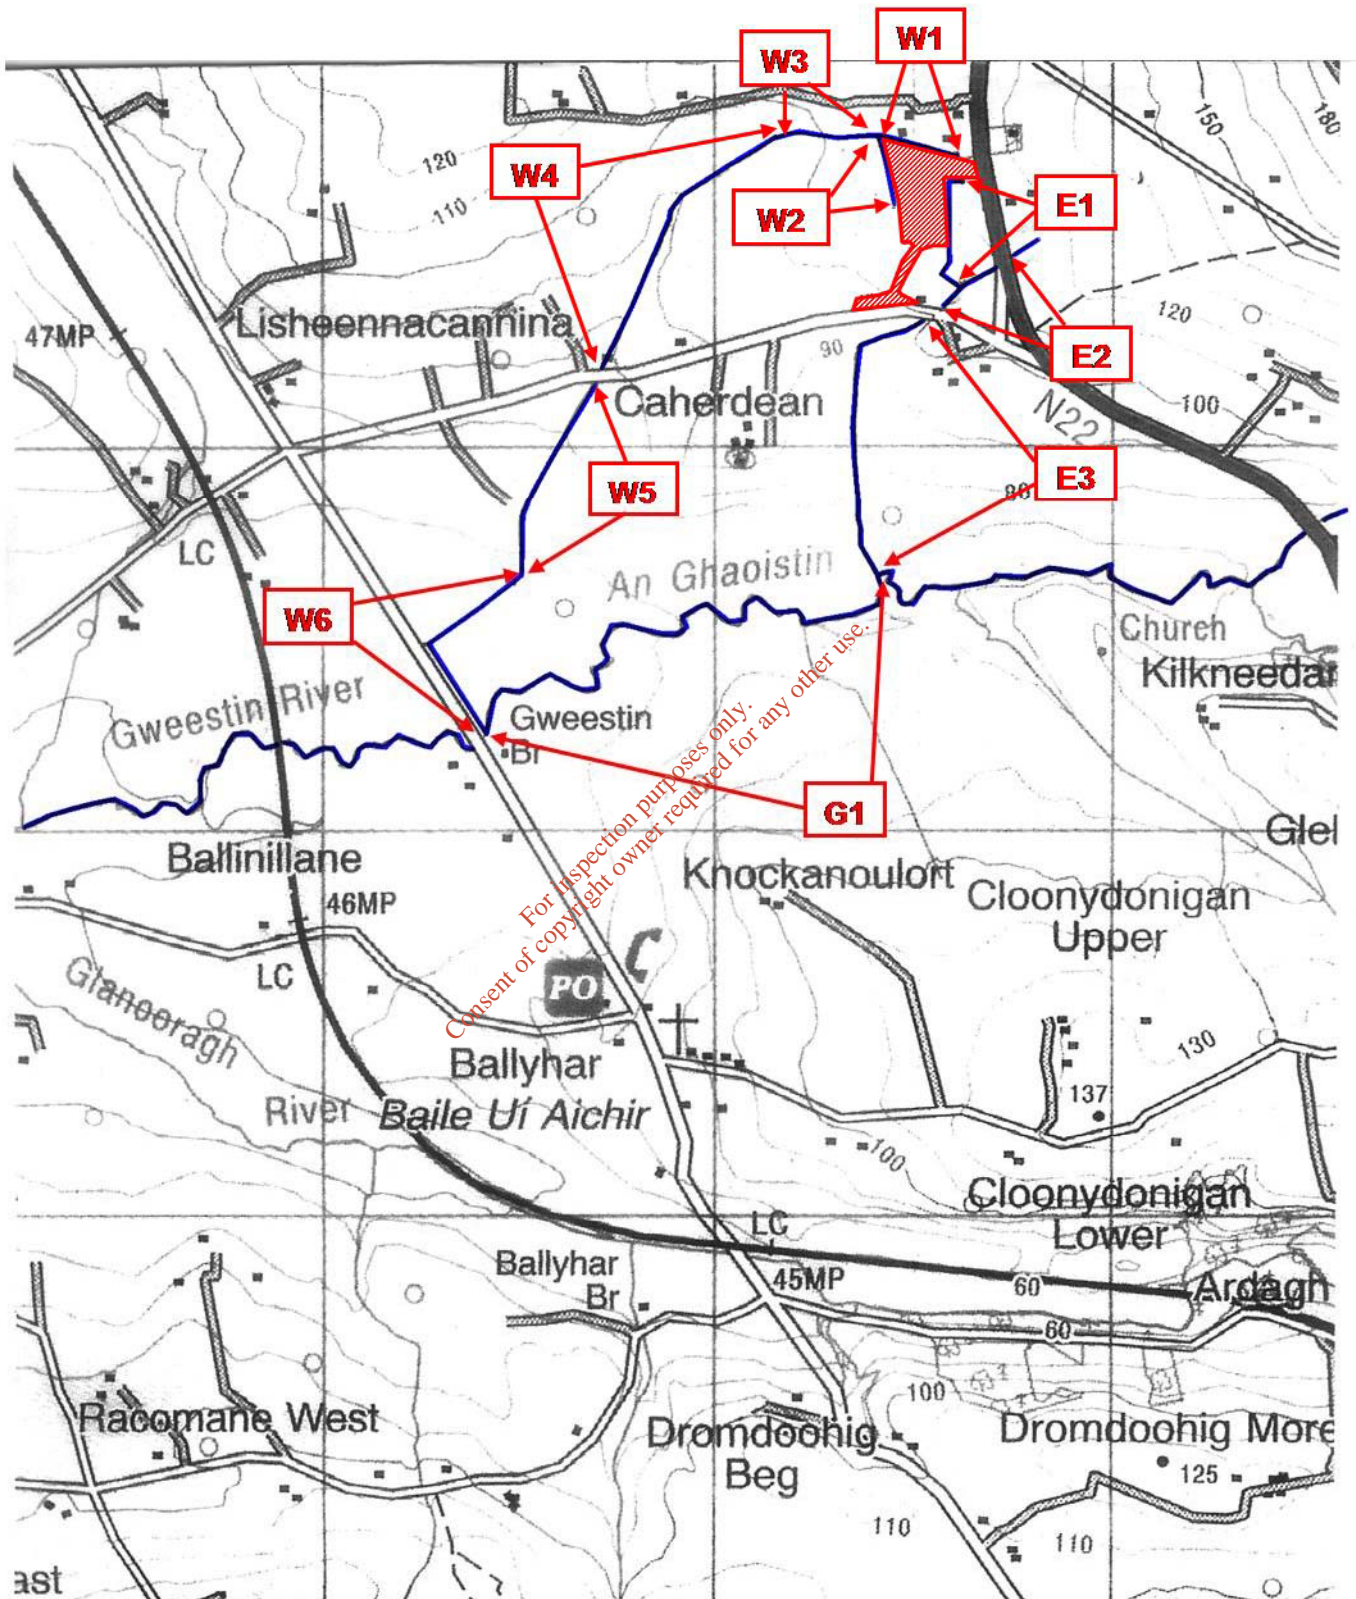 W1
W3
150
180
120
W4
110
W2
E1
Lisheennacannina
120
47MP
90
E2
Caherdean
100
N22
E3
W5
80
LC
An Ghaoistin
W6
Church
Kilkneedar
Gweestin River
Gweestin
Br
For inspection purposes only.
Consent of copyright owner required for any other use.
G1
Glel
Ballinillane
Knockanoulort
46MP
Cloonydonigan
Upper
LC
PO
C
Glanooragh
River
130
Ballyhar
137
Baile Uí Aichir
100
Cloonydonigan
Lower
LC
Ballyhar
Br
45MP
60
Ardagh
60
100
Racomane West
Dromdoohig
Beg
Dromdoohig More
125
110
110
ast